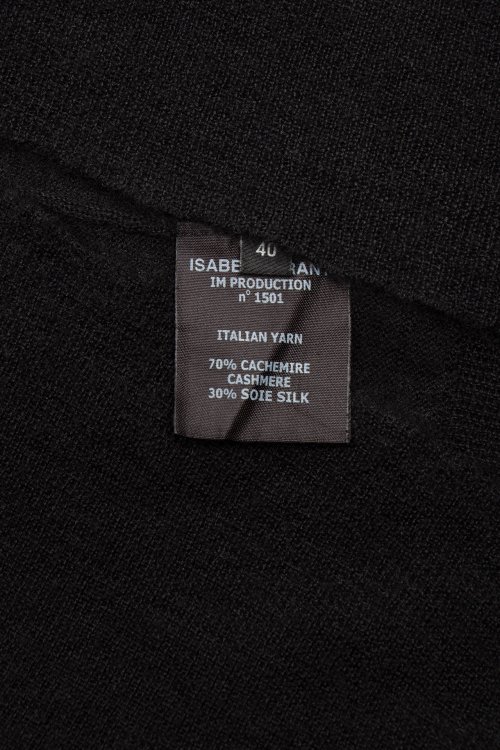 40
IM PRODUCTION
n° 1501
ITALIAN YARN
70% CACHEMIRE
CASHMERE
30% SOIE SILK